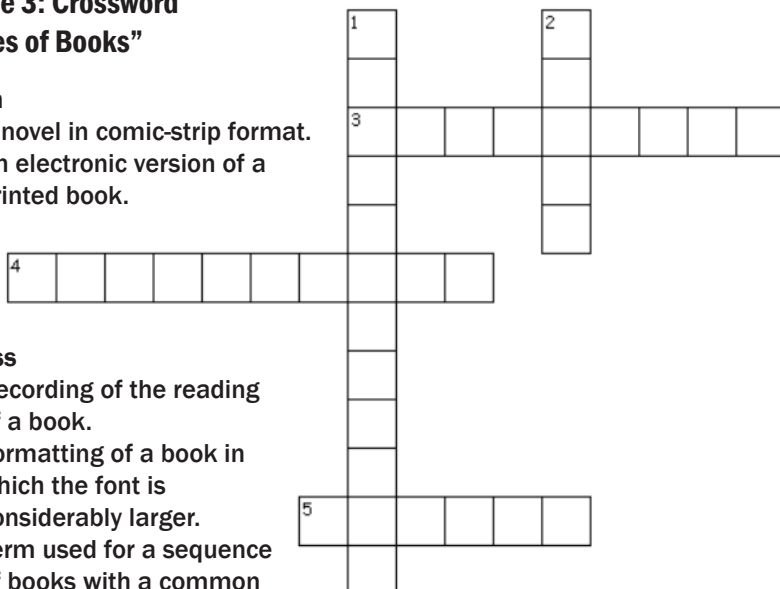 e 3: Crossword
es of Books”
1
2
n
novel in comic-strip format.
3
n electronic version of a
rinted book.
4
ss
ecording of the reading
f a book.
ormatting of a book in
hich the font is
onsiderably larger.
5
erm used for a sequence
f books with a common